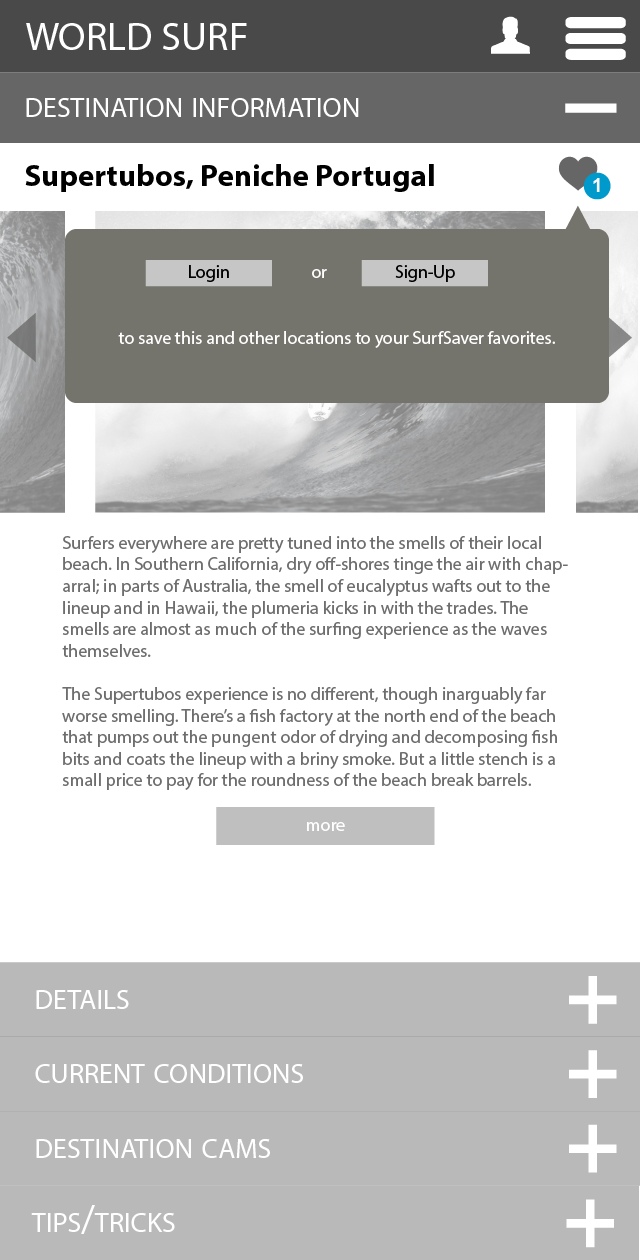 WORLD SURF
DESTINATION INFORMATION
Supertubos, Peniche Portugal
1
Login or Sign-Up
to save this and other locations to your SurfSaver favorites.
Surfers everywhere are pretty tuned into the smells of their local
beach. In Southern California, dry off-shores tinge the air with chap-
arral; in parts of Australia, the smell of eucalyptus wafts out to the
lineup and in Hawaii, the plumeria kicks in with the trades. The
smells are almost as much of the surfing experience as the waves
themselves.
The Supertubos experience is no different, though inarguably far
worse smelling. There’s a fish factory at the north end of the beach
that pumps out the pungent odor of drying and decomposing fish
bits and coats the lineup with a briny smoke. But a little stench is a
small price to pay for the roundness of the beach break barrels.
more
DETAILS
CURRENT CONDITIONS
DESTINATION CAMS
TIPS/TRICKS